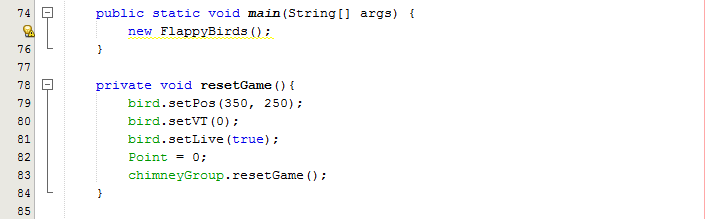 74 public static void main(String[] args) {
new FlappyBirds();
76 }
77
78 private void resetGame(){
79 bird.setPos(350, 250);
80 bird.setVT(0);
81 bird.setLive(true);
82 Point = 0;
83 chimneyGroup.resetGame();
84 }
85